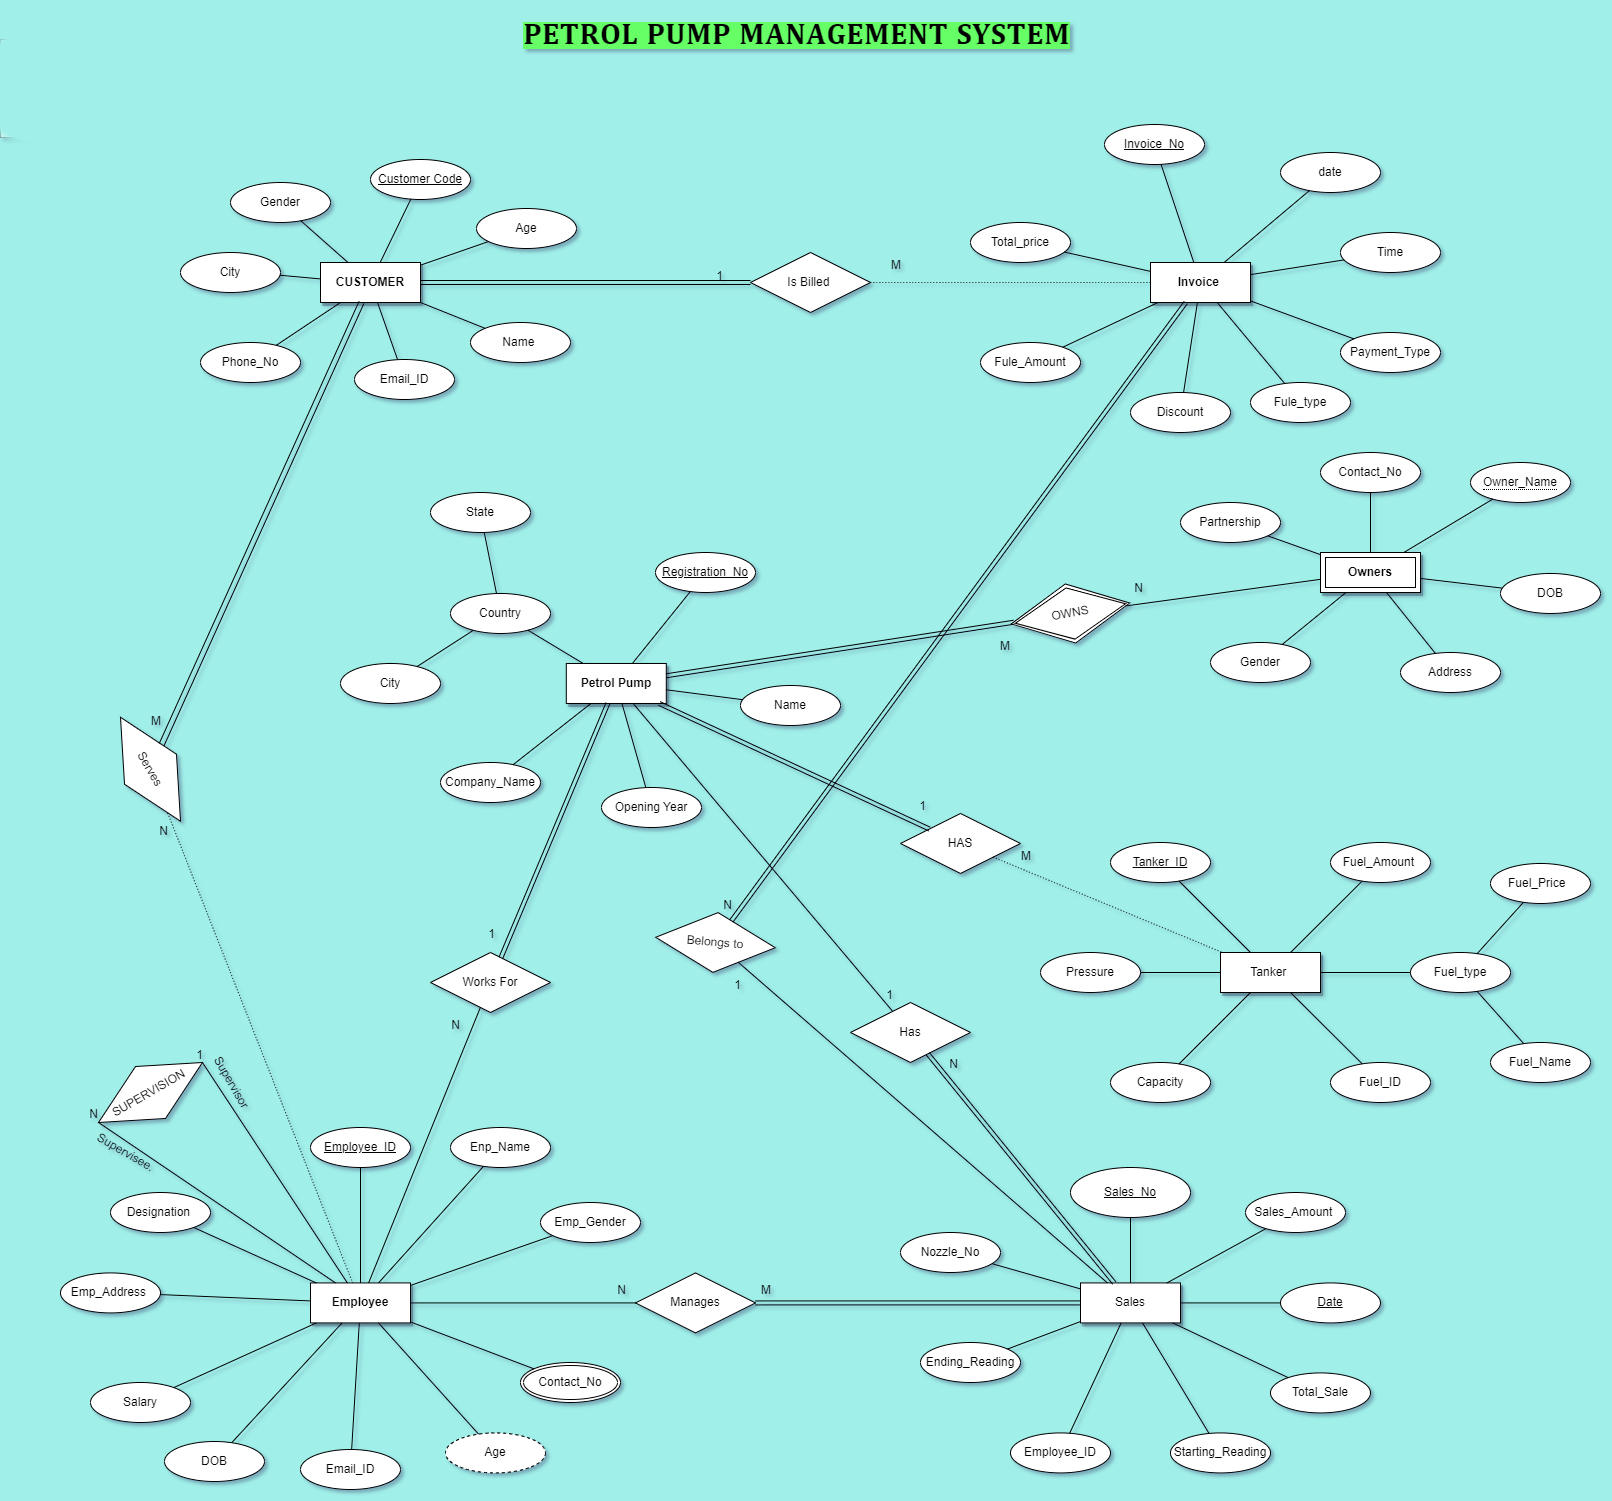 PETROL PUMP MANAGEMENT SYSTEM
Invoice_No
date
Customer Code
Gender
Age
Total_price
Time
City
CUSTOMER
1
Is Billed
M
Invoice
Name
Phone_No
Email_ID
Fule_Amount
Payment_Type
Discount
Fule_type
Contact_No
Owner_Name
State
Partnership
Registration_No
Owners
Country
OWNS
N
DOB
M
Gender
Address
City
Petrol Pump
Name
M
Serves
N
Company_Name
Opening Year
1
HAS
M
Tanker_ID
Fuel_Amount
Fuel_Price
N
Belongs to
1
1
Works For
N
Pressure
Tanker
Fuel_type
1
Has
N
Fuel_Name
Capacity
Fuel_ID
1
Supervisor
SUPERVISION
N
Supervisee.
Employee_ID
Enp_Name
Designation
Emp_Gender
Sales_No
Sales_Amount
Nozzle_No
Emp_Address
Employee
N
Manages
M
Sales
Date
Ending_Reading
Contact_No
Total_Sale
Salary
DOB
Email_ID
Age
Employee_ID
Starting_Reading